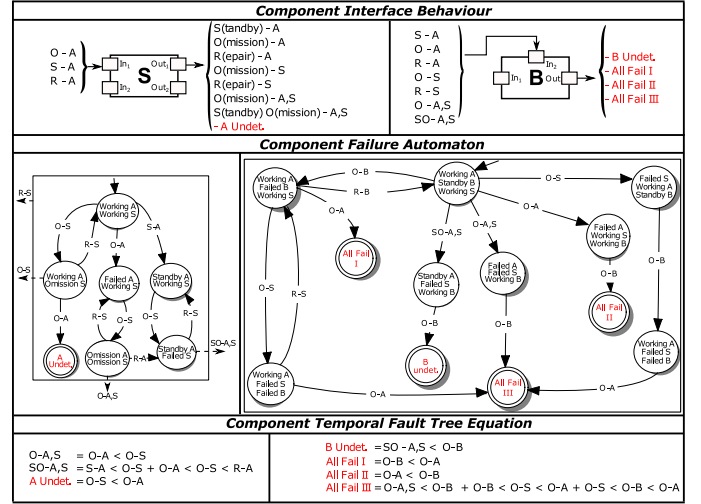 Component Interface Behaviour
O - A
S - A
R - A
In₁
In₂
S
Out₁
Out₂
S(tandby) - A
O(mission) - A
R(epair) - A
O(mission) - S
R(epair) - S
O(mission) - A,S
S(tandby) O(mission) - A,S
- A Undet.
S - A
O - A
R - A
O - S
R - S
O - A,S
SO-A,S
In₁
In₂
B
Out
- B Undet.
- All Fail I
- All Fail II
- All Fail III
Component Failure Automaton
R-S
O-S
Working A
Working S
O-S
R-S
O-A
S-A
Working A
Omission S
Failed A
Working S
Standby A
Working S
O-A
R-S
O-S
O-S
R-S
A
Undet.
Omission A
Omission S
R-A
Standby A
Failed S
SO-A,S
O-A,S
Working A
Failed B
Working S
O-B
R-B
Working A
Standby B
Working S
O-S
Failed S
Working A
Standby B
O-A
All Fail
I
SO-A,S
O-A,S
O-A
Failed A
Working S
Working B
O-A
O-S
R-S
Standby A
Failed S
Working B
Failed A
Failed S
Working B
O-B
All Fail
II
O-B
O-B
B
undet.
Working A
Failed S
Failed B
O-A
All Fail
III
O-A
Working A
Failed S
Failed B
O-B
Component Temporal Fault Tree Equation
O-A,S = O-A < O-S
SO-A,S = S-A < O-S + O-A < O-S < R-A
A Undet. = O-S < O-A
B Undet. =SO -A,S < O-B
All Fail I =O-B < O-A
All Fail II =O-A < O-B
All Fail III =O-A,S < O-B + O-B < O-S < O-A + O-S < O-B < O-A